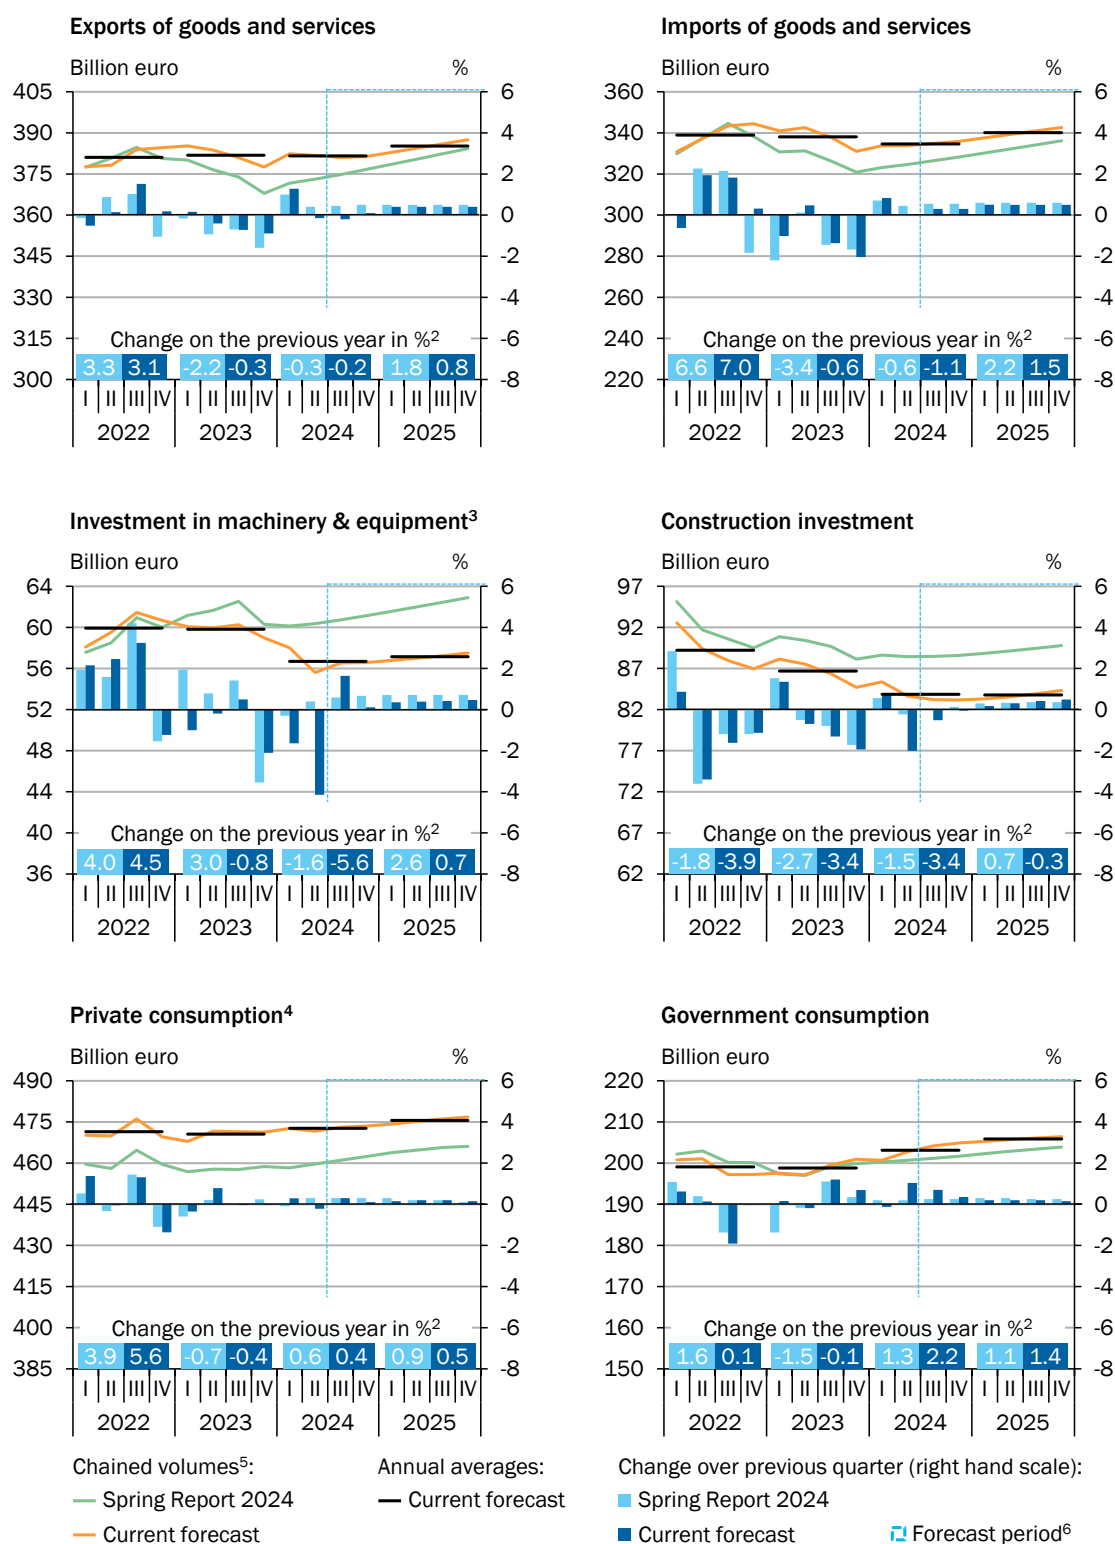 Exports of goods and services
Billion euro %
405 6
390 4
375 2
360 0
345 -2
330 -4
315 -6
300 -8
Change on the previous year in %2
3.3 3.1 -2.2 -0.3 -0.3 -0.2 1.8 0.8
I II III IV I II III IV I II III IV I II III IV
2022 2023 2024 2025
Imports of goods and services
Billion euro %
360 6
340 4
320 2
300 0
280 -2
260 -4
240 -6
220 -8
Change on the previous year in %2
6.6 7.0 -3.4 -0.6 -0.6 -1.1 2.2 1.5
I II III IV I II III IV I II III IV I II III IV
2022 2023 2024 2025
Investment in machinery & equipment3
Billion euro %
64 6
60 4
56 2
52 0
48 -2
44 -4
40 -6
36 -8
Change on the previous year in %2
4.0 4.5 3.0 -0.8 -1.6 -5.6 2.6 0.7
I II III IV I II III IV I II III IV I II III IV
2022 2023 2024 2025
Construction investment
Billion euro %
97 6
92 4
87 2
82 0
77 -2
72 -4
67 -6
62 -8
Change on the previous year in %2
-1.8 -3.9 -2.7 -3.4 -1.5 -3.4 0.7 -0.3
I II III IV I II III IV I II III IV I II III IV
2022 2023 2024 2025
Private consumption4
Billion euro %
490 6
475 4
460 2
445 0
430 -2
415 -4
400 -6
385 -8
Change on the previous year in %2
3.9 5.6 -0.7 -0.4 0.6 0.4 0.9 0.5
I II III IV I II III IV I II III IV I II III IV
2022 2023 2024 2025
Government consumption
Billion euro %
220 6
210 4
200 2
190 0
180 -2
170 -4
160 -6
150 -8
Change on the previous year in %2
1.6 0.1 -1.5 -0.1 1.3 2.2 1.1 1.4
I II III IV I II III IV I II III IV I II III IV
2022 2023 2024 2025
Chained volumes5:
Spring Report 2024
Current forecast
Annual averages:
Current forecast
Change over previous quarter (right hand scale):
Spring Report 2024
Current forecast
Forecast period6